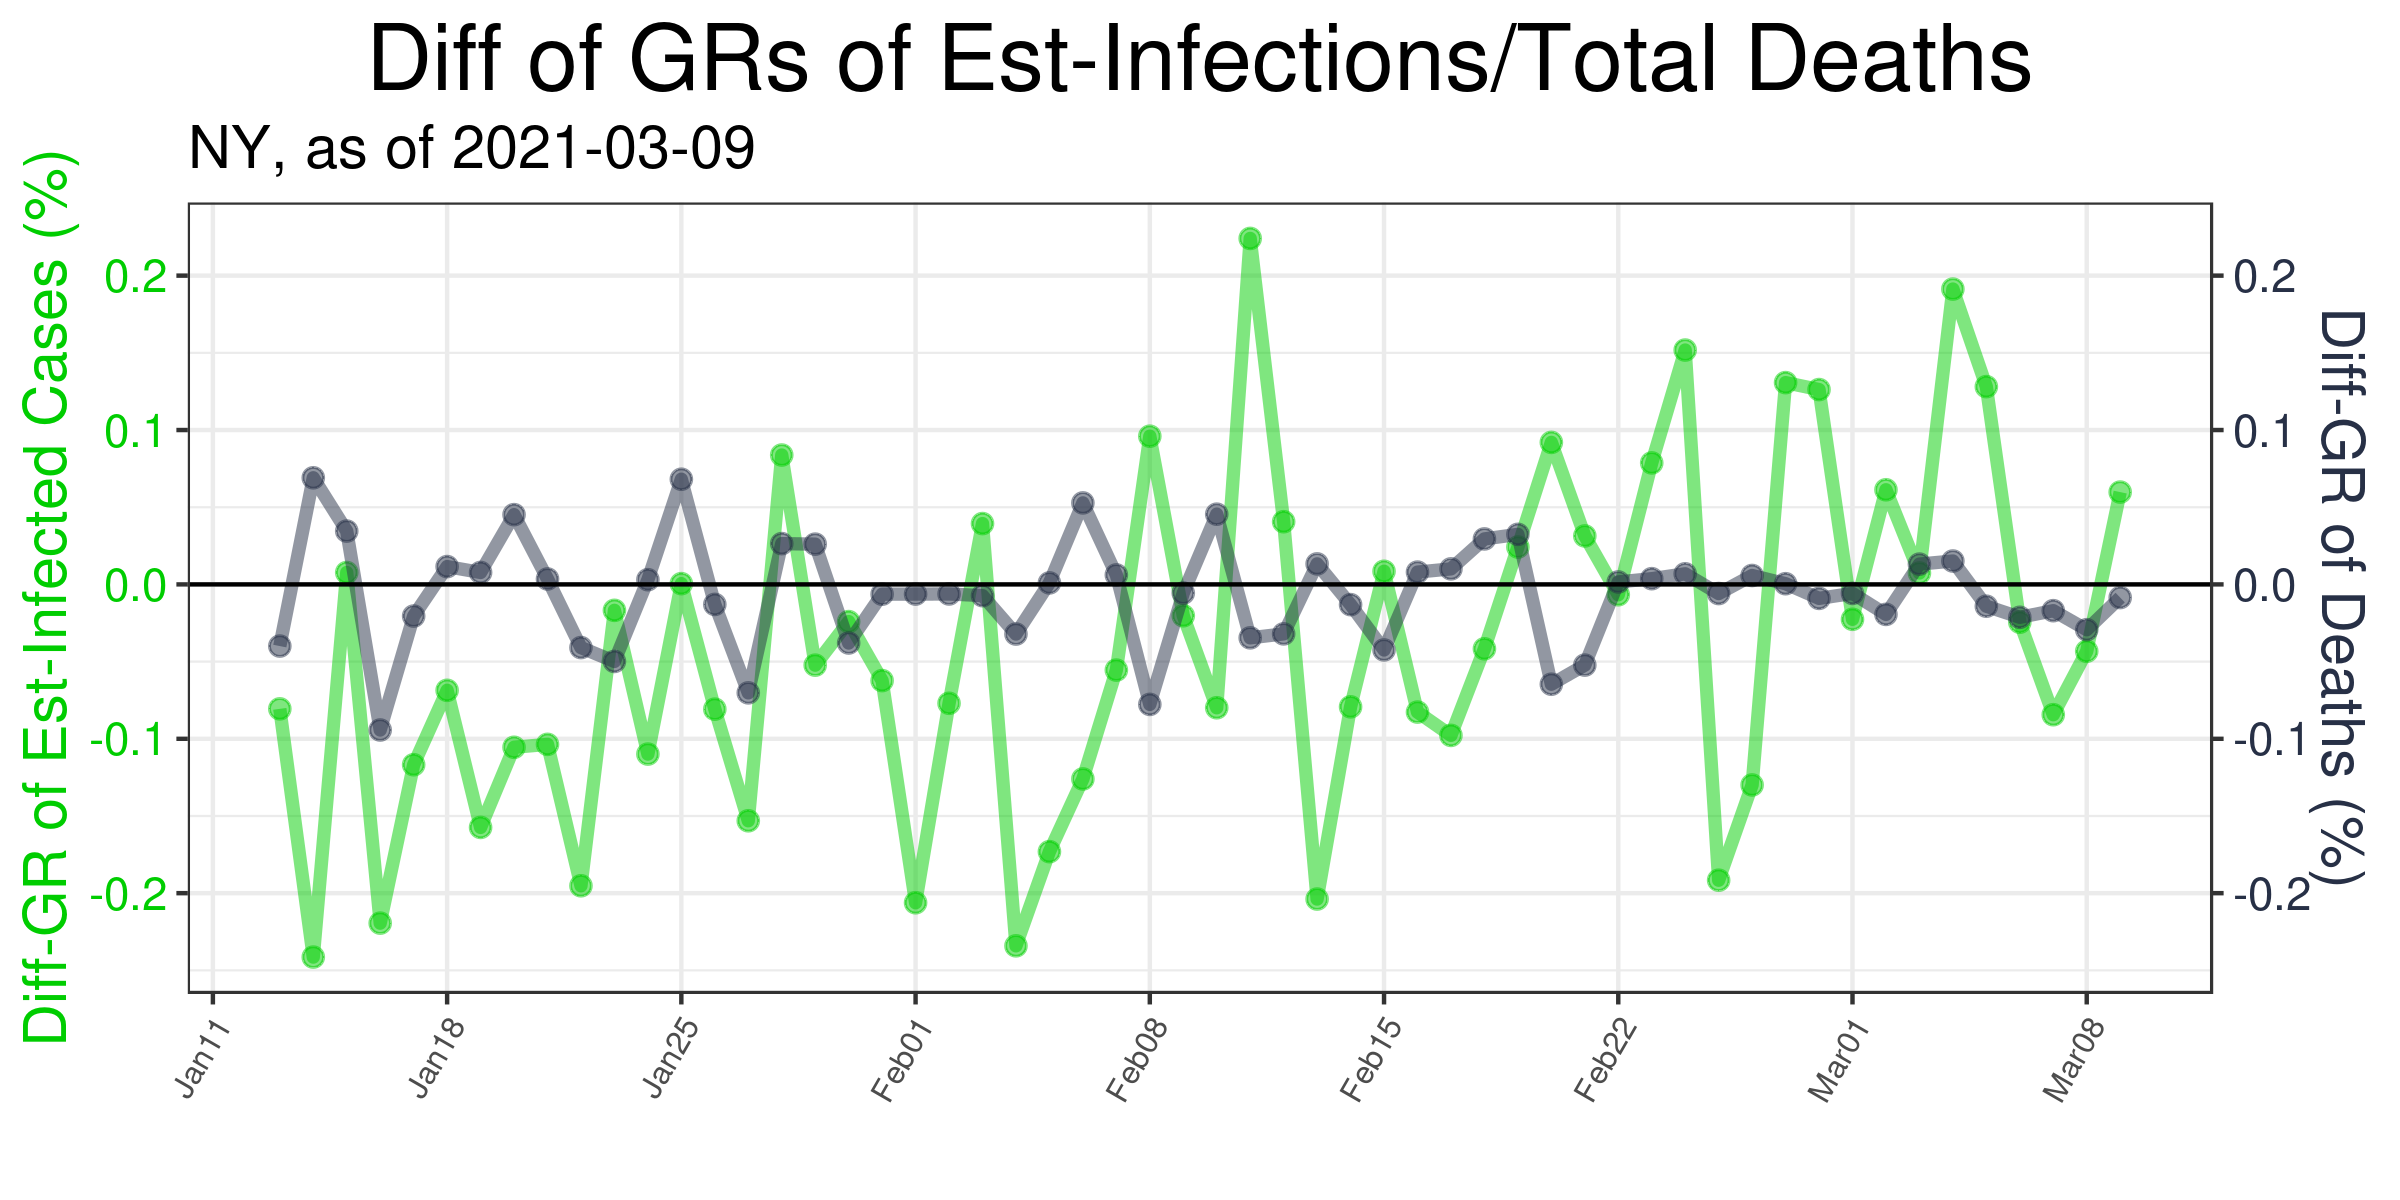 Diff of GRs of Est-Infections/Total Deaths
NY, as of 2021-03-09
Diff-GR of Est-Infected Cases (%)
0.2
0.1
0.0
-0.1
-0.2
0.2
0.1
0.0
-0.1
-0.2
Diff-GR of Deaths (%)
Jan11
Jan18
Jan25
Feb01
Feb08
Feb15
Feb22
Mar01
Mar08